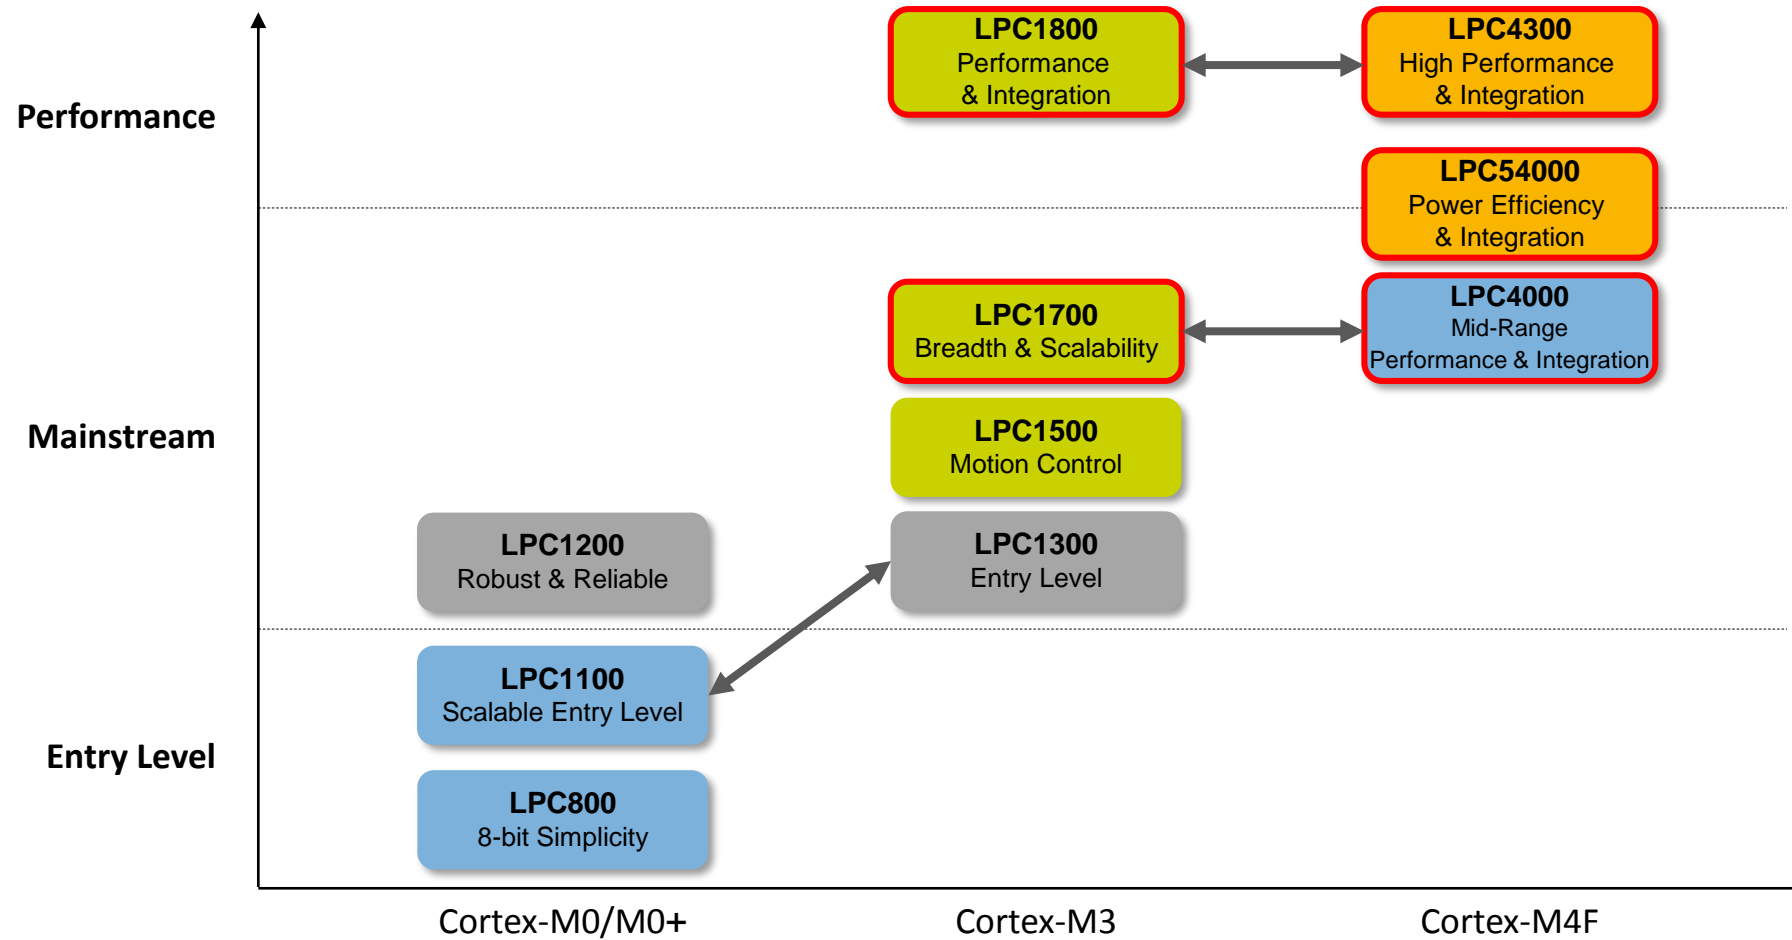 LPC1800
Performance
& Integration
LPC4300
High Performance
& Integration
Performance
LPC54000
Power Efficiency
& Integration
LPC1700
Breadth & Scalability
LPC4000
Mid-Range
Performance & Integration
Mainstream
LPC1500
Motion Control
LPC1200
Robust & Reliable
LPC1300
Entry Level
LPC1100
Scalable Entry Level
Entry Level
LPC800
8-bit Simplicity
Cortex-M0/M0+
Cortex-M3
Cortex-M4F